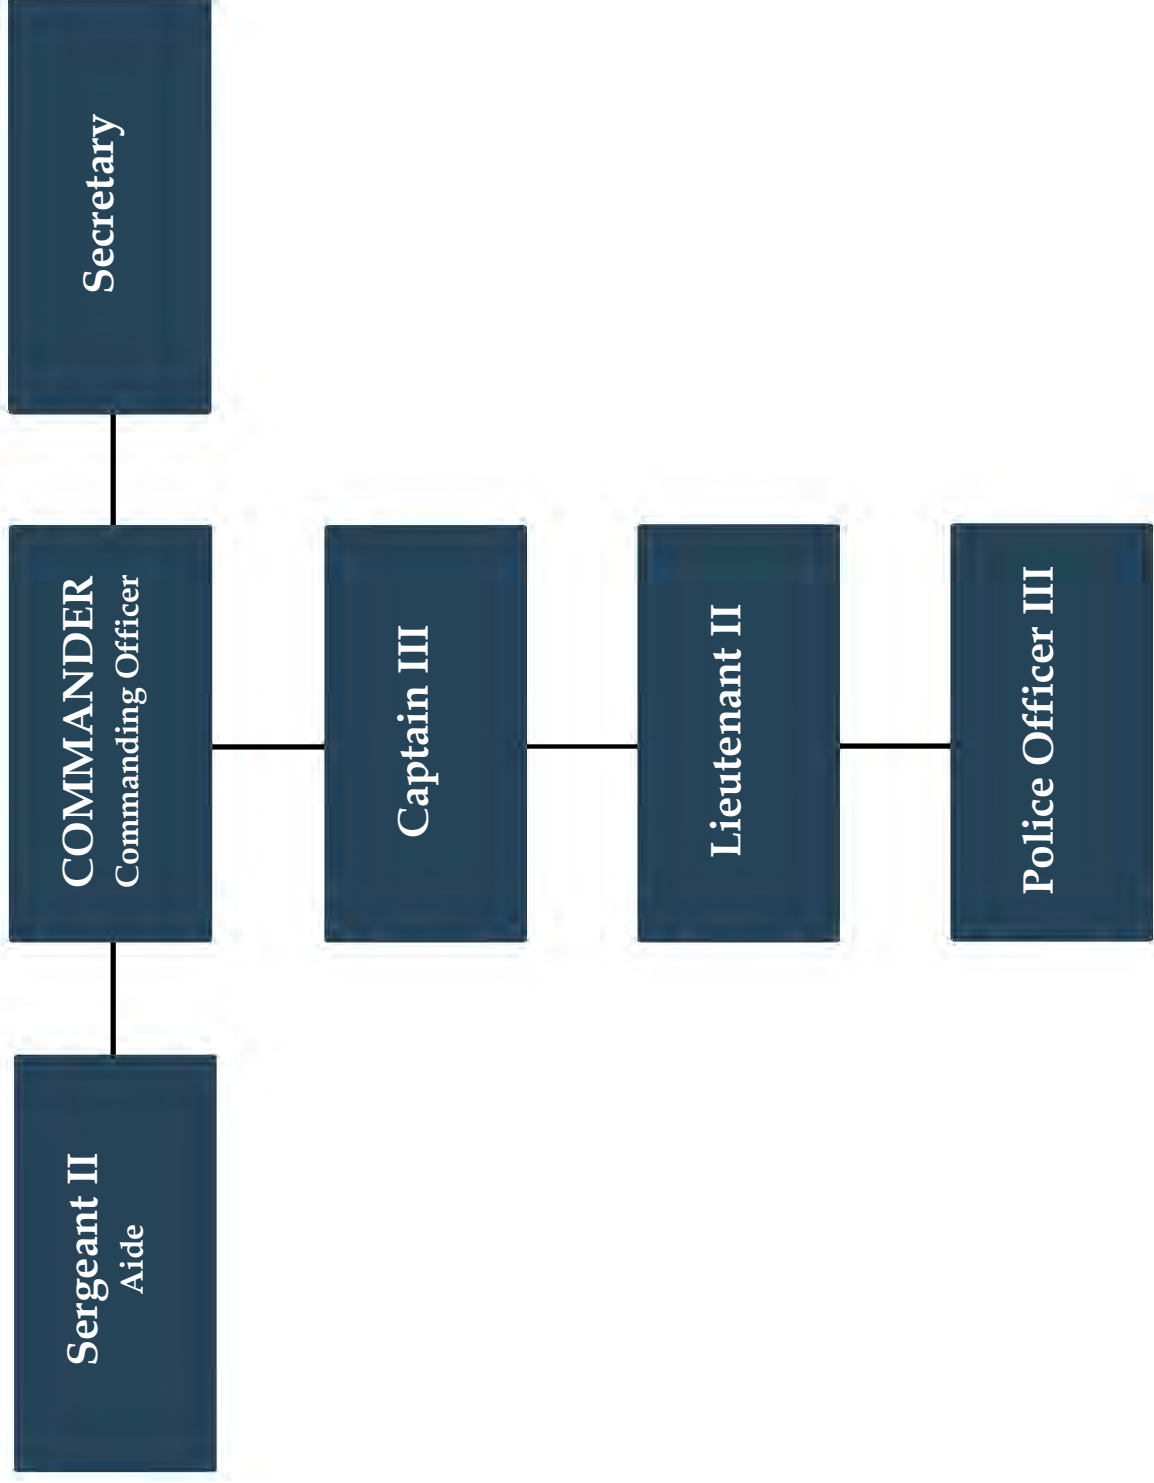 Sergeant II
Aide
COMMANDER
Commanding Officer
Secretary
Captain III
Lieutenant II
Police Officer III